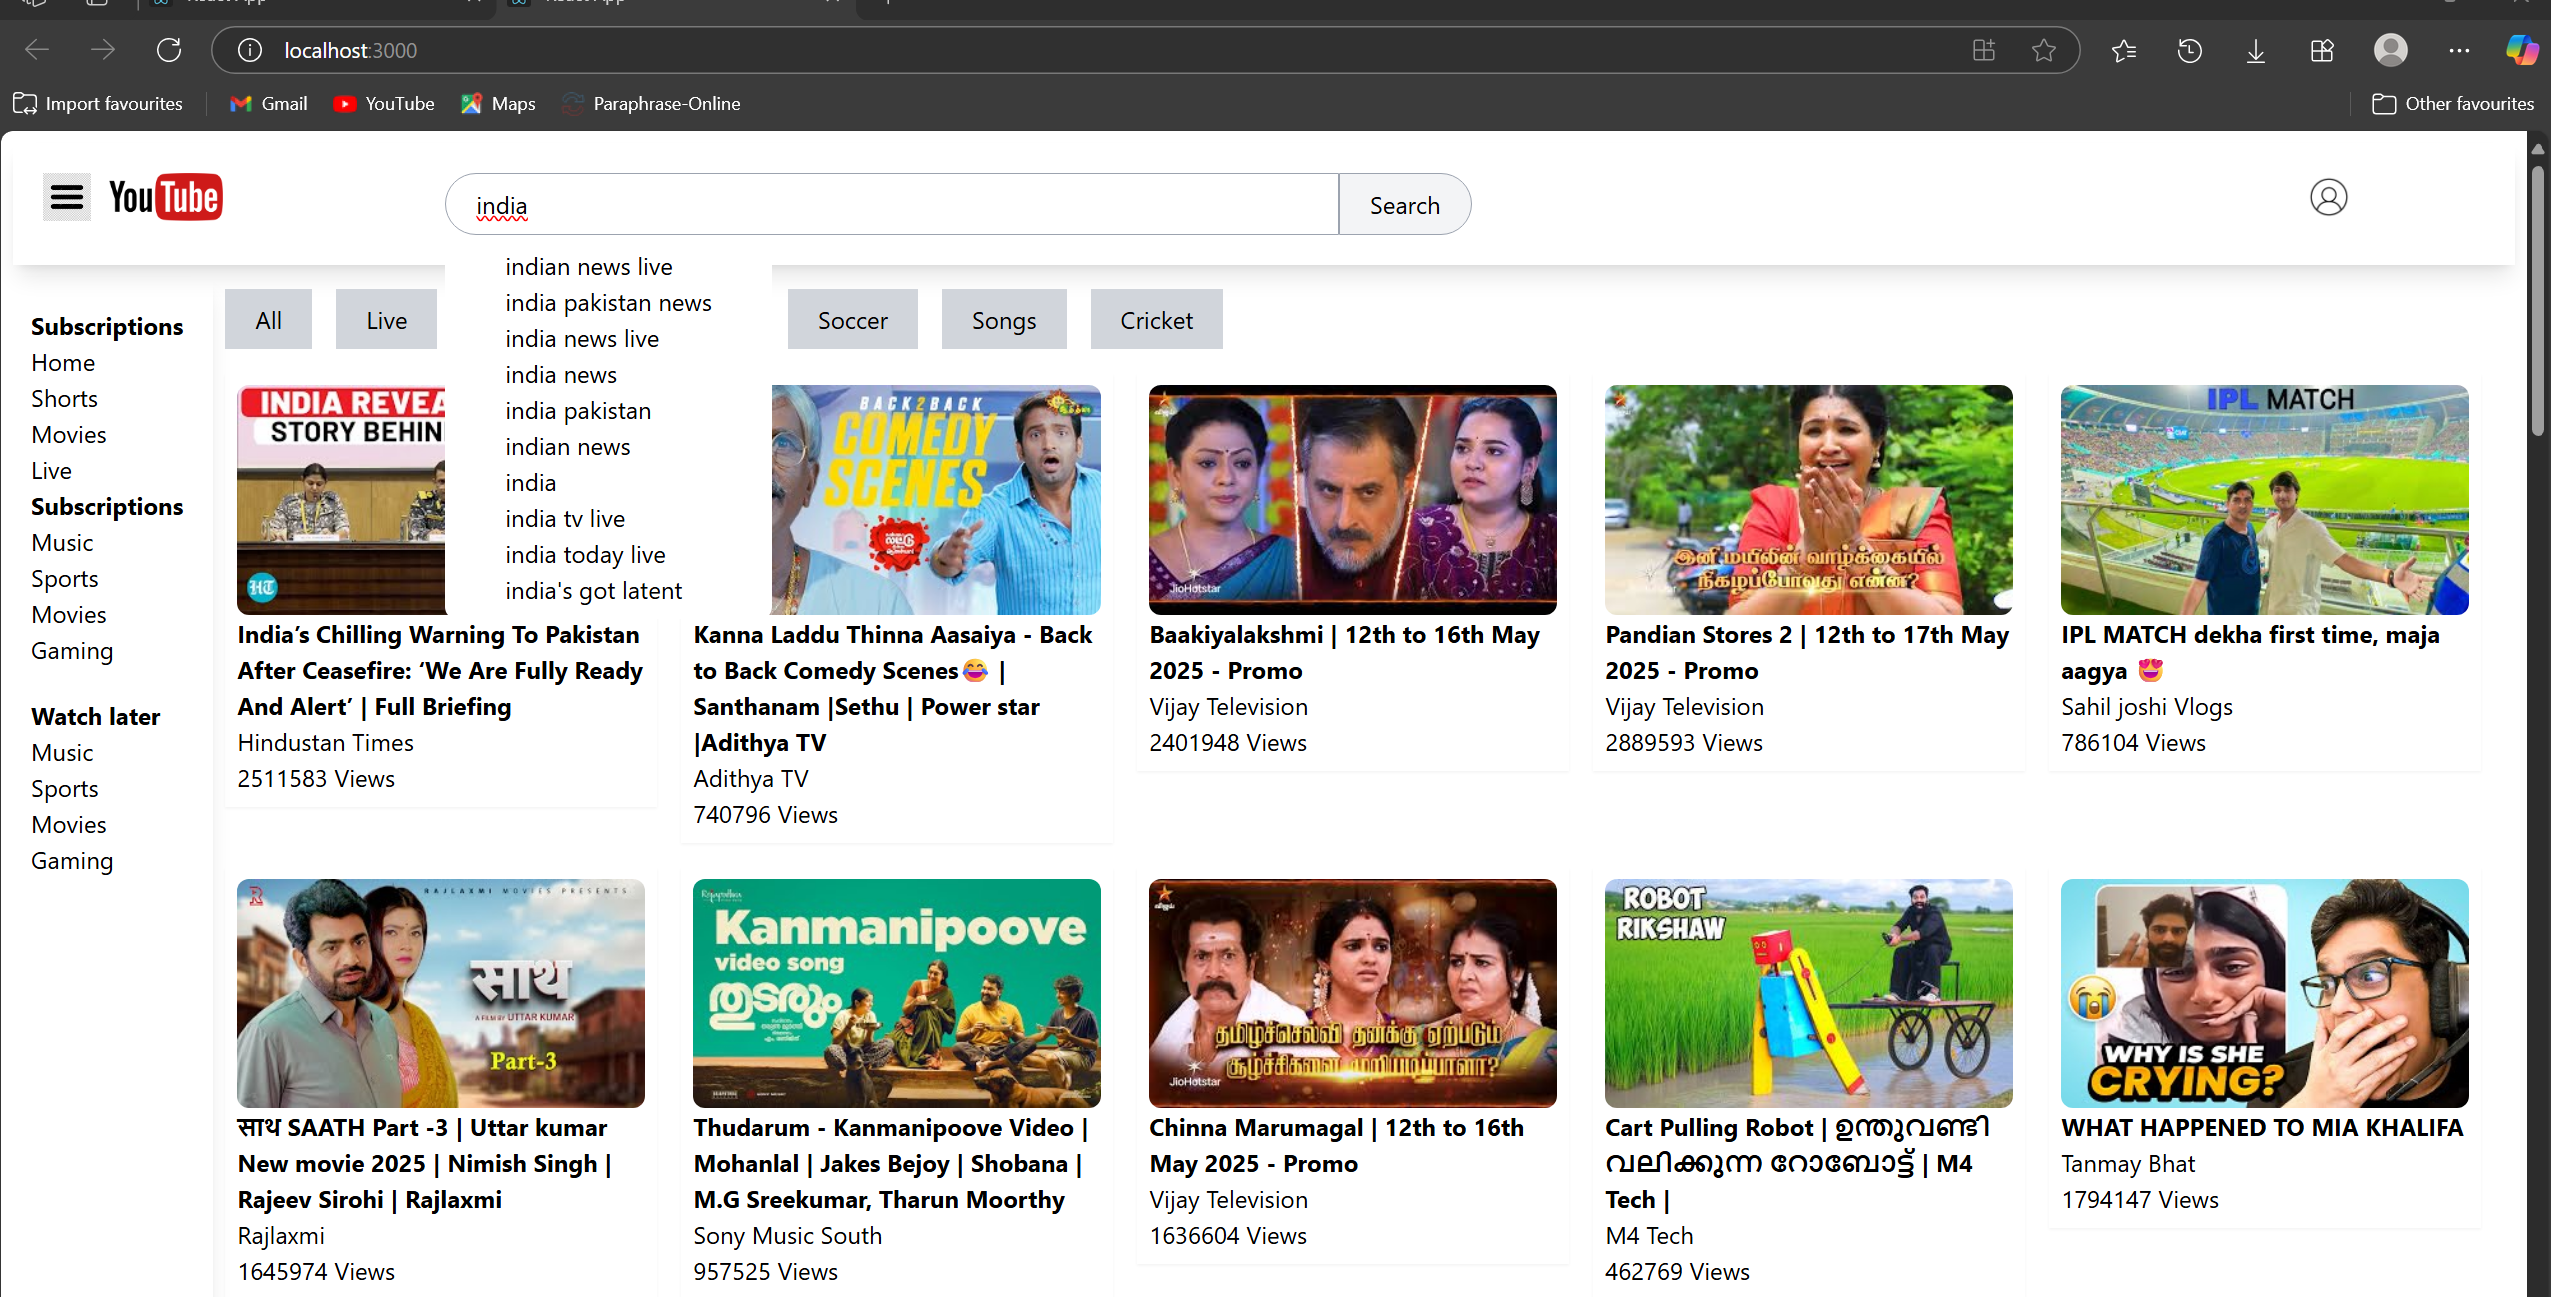 localhost:3000
Import favourites
Gmail
YouTube
Maps
Paraphrase-Online
Other favourites
YouTube
india
Search
indian news live
india pakistan news
india news live
india news
india pakistan
indian news
india
india tv live
india today live
india's got latent
All
Live
Soccer
Songs
Cricket
Subscriptions
Home
Shorts
Movies
Live
Subscriptions
Music
Sports
Movies
Gaming
Watch later
Music
Sports
Movies
Gaming
INDIA REVEA
STORY BEHIN
HT
India’s Chilling Warning To Pakistan
After Ceasefire: ‘We Are Fully Ready
And Alert’ | Full Briefing
Hindustan Times
2511583 Views
BACK2BACK
COMEDY
SCENES
Kanna Laddu Thinna Aasaiya - Back
to Back Comedy Scenes😂 |
Santhanam |Sethu | Power star
|Adithya TV
Adithya TV
740796 Views
JioHotstar
Baakiyalakshmi | 12th to 16th May
2025 - Promo
Vijay Television
2401948 Views
இனி மயிலின் வாழ்க்கையில்
நிகழப்போவது என்ன?
Pandian Stores 2 | 12th to 17th May
2025 - Promo
Vijay Television
2889593 Views
IPL MATCH
IPL MATCH dekha first time, maja
aagya 😍
Sahil joshi Vlogs
786104 Views
RAJLAXMI MOVIES PRESENTS
साथ
A FILM BY UTTAR KUMAR
Part-3
साथ SAATH Part -3 | Uttar kumar
New movie 2025 | Nimish Singh |
Rajeev Sirohi | Rajlaxmi
Rajlaxmi
1645974 Views
Kanmanipoove
video song
തുടരും
Thudarum - Kanmanipoove Video |
Mohanlal | Jakes Bejoy | Shobana |
M.G Sreekumar, Tharun Moorthy
Sony Music South
957525 Views
தமிழ்ச்செல்வி தனக்கு ஏற்படும்
சூழ்ச்சிகளை முறியடிப்பாளா?
JioHotstar
Chinna Marumagal | 12th to 16th
May 2025 - Promo
Vijay Television
1636604 Views
ROBOT
RIKSHAW
Cart Pulling Robot | ഉന്തുവണ്ടി
വലിക്കുന്ന റോബോട്ട് | M4
Tech |
M4 Tech
462769 Views
WHY IS SHE
CRYING?
WHAT HAPPENED TO MIA KHALIFA
Tanmay Bhat
1794147 Views